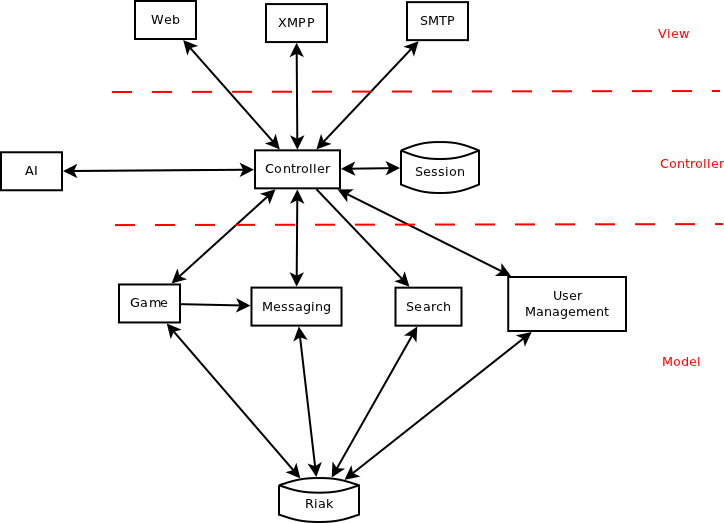 Web
XMPP
SMTP
View
AI
Controller
Session
Controller
Game
Messaging
Search
User
Management
Model
Riak